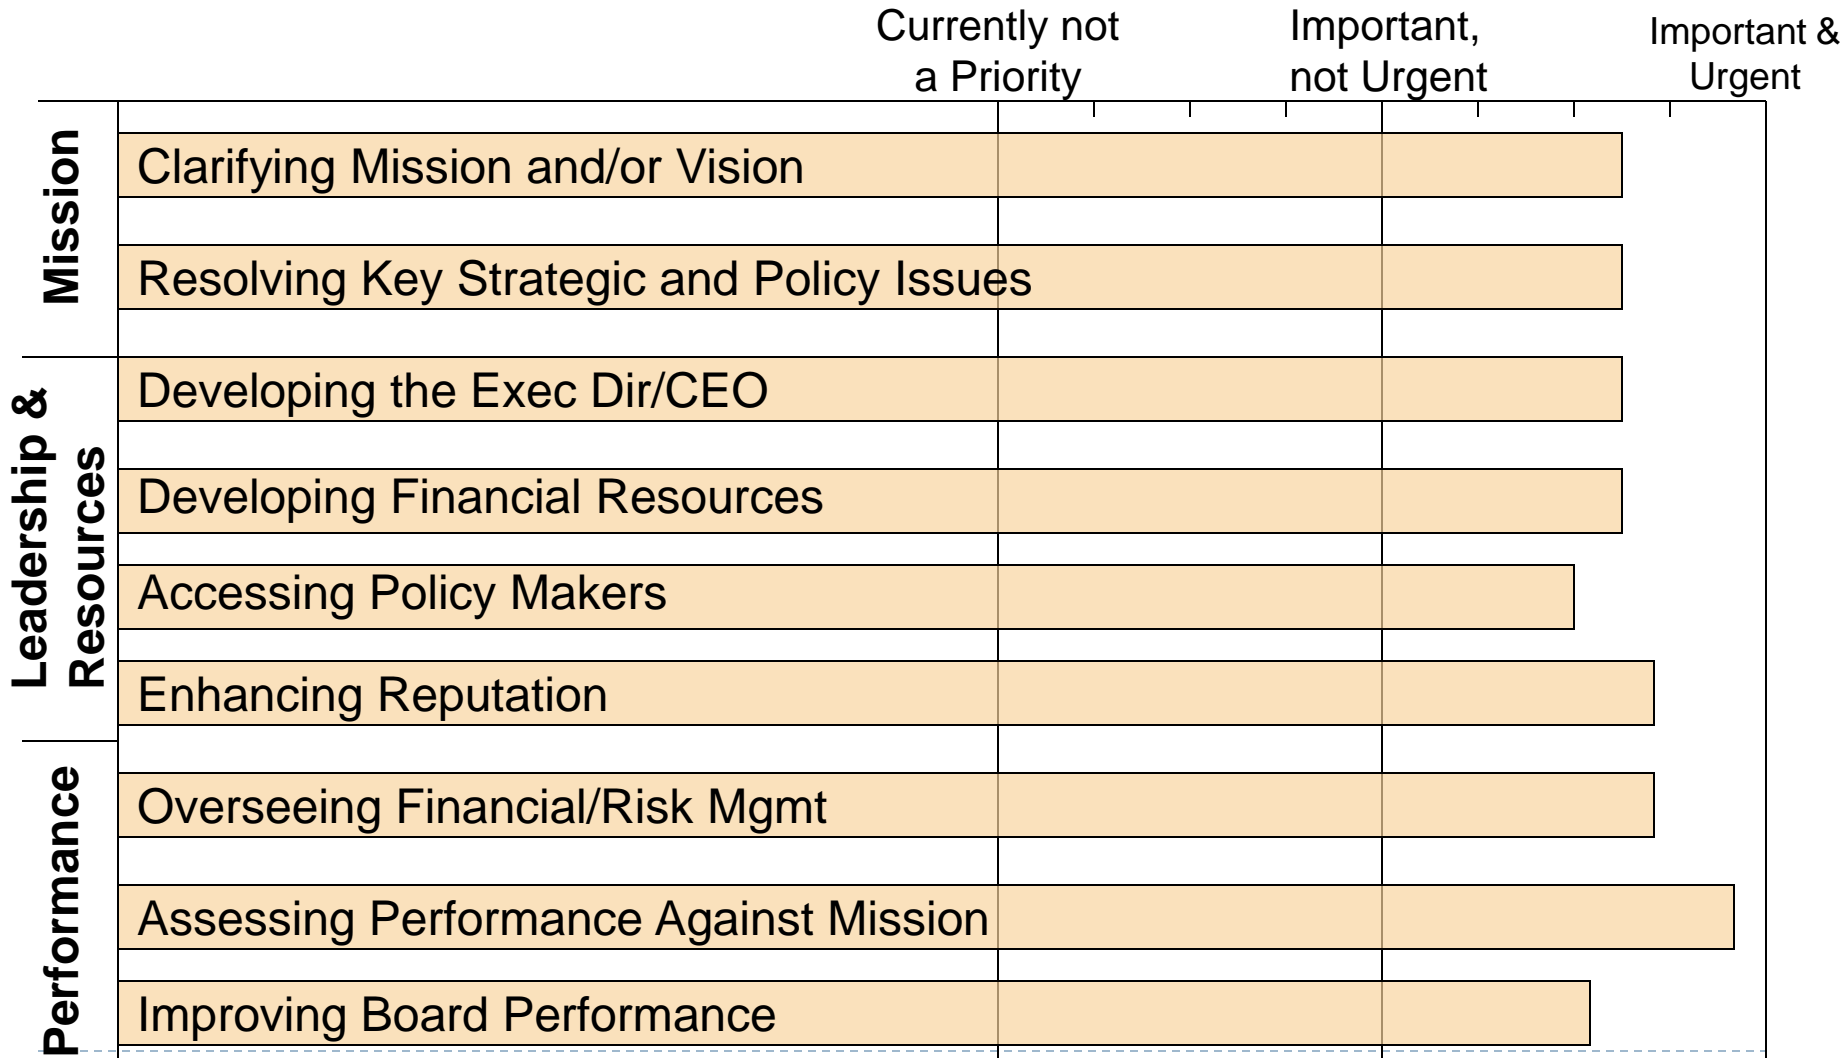 Currently not
a Priority
Important,
not Urgent
Important &
Urgent
Mission
Clarifying Mission and/or Vision
Resolving Key Strategic and Policy Issues
Leadership &
Resources
Developing the Exec Dir/CEO
Developing Financial Resources
Accessing Policy Makers
Enhancing Reputation
Performance
Overseeing Financial/Risk Mgmt
Assessing Performance Against Mission
Improving Board Performance